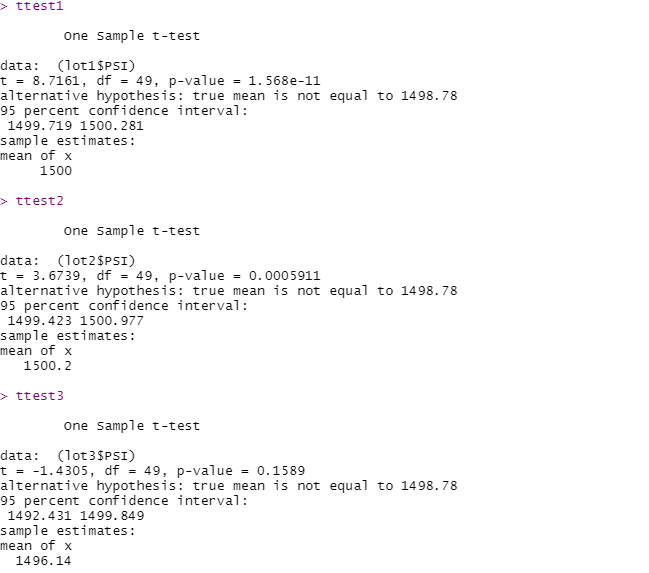 > ttest1
One Sample t-test
data:  (lot1$PSI)
t = 8.7161, df = 49, p-value = 1.568e-11
alternative hypothesis: true mean is not equal to 1498.78
95 percent confidence interval:
1499.719 1500.281
sample estimates:
mean of x
1500
> ttest2
One Sample t-test
data:  (lot2$PSI)
t = 3.6739, df = 49, p-value = 0.0005911
alternative hypothesis: true mean is not equal to 1498.78
95 percent confidence interval:
1499.423 1500.977
sample estimates:
mean of x
1500.2
> ttest3
One Sample t-test
data:  (lot3$PSI)
t = -1.4305, df = 49, p-value = 0.1589
alternative hypothesis: true mean is not equal to 1498.78
95 percent confidence interval:
1492.431 1499.849
sample estimates:
mean of x
1496.14